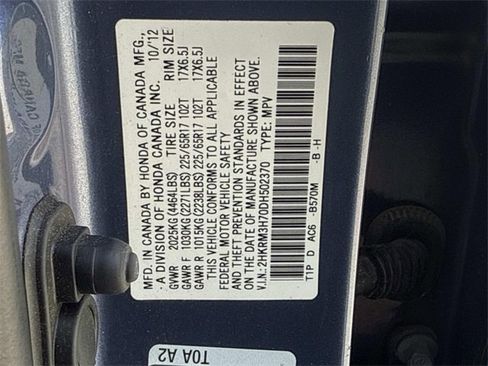 MADE IN CANADA BY HONDA OF CANADA MFG.,
A DIVISION OF HONDA CANADA INC. 10/12
TIRE SIZE RIM SIZE
GVWR 2025KG (4464LBS)
GAWR F 1030KG (2271LBS) 225/65R17 102T 17X6.5J
GAWR R 1015KG (2238LBS) 225/65R17 102T 17X6.5J
THIS VEHICLE CONFORMS TO ALL APPLICABLE
FEDERAL MOTOR VEHICLE SAFETY
AND THEFT PREVENTION STANDARDS IN EFFECT ON
THE DATE OF MANUFACTURE SHOWN ABOVE.
V.I.N.:2HKRM3H70DH502370 TYPE: MPV
TTP D AC6 -B570M -B -H
T0A A2